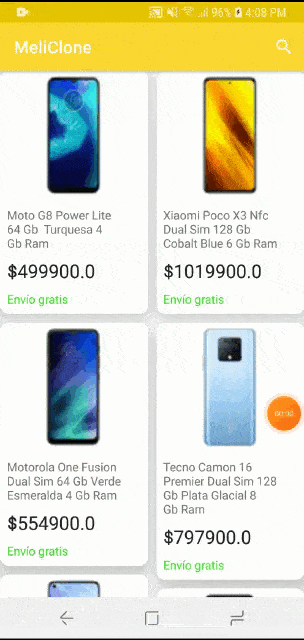 96% 4:08 PM
MeliClone
Moto G8 Power Lite
64 Gb Turquesa 4
Gb Ram
$499900.0
Envío gratis
Xiaomi Poco X3 Nfc
Dual Sim 128 Gb
Cobalt Blue 6 Gb Ram
$1019900.0
Envío gratis
Motorola One Fusion
Dual Sim 64 Gb Verde
Esmeralda 4 Gb Ram
$554900.0
Envío gratis
Tecno Camon 16
Premier Dual Sim 128
Gb Plata Glacial 8
Gb Ram
$797900.0
Envío gratis
00:00